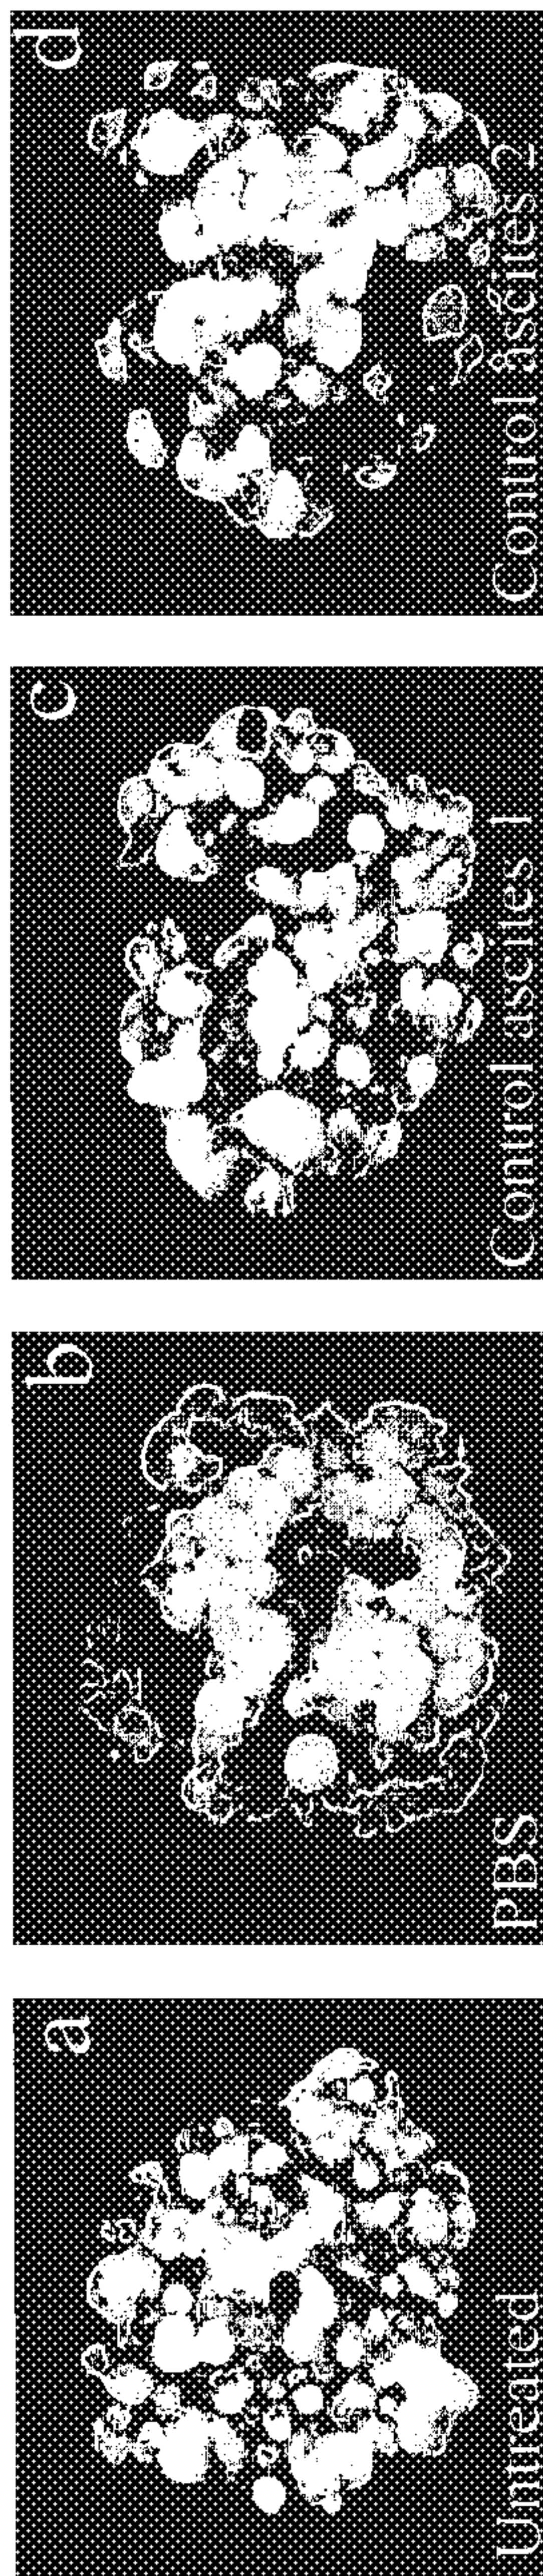 a
Untreated
b
PBS
c
Control ascites 1
d
Control ascites 2